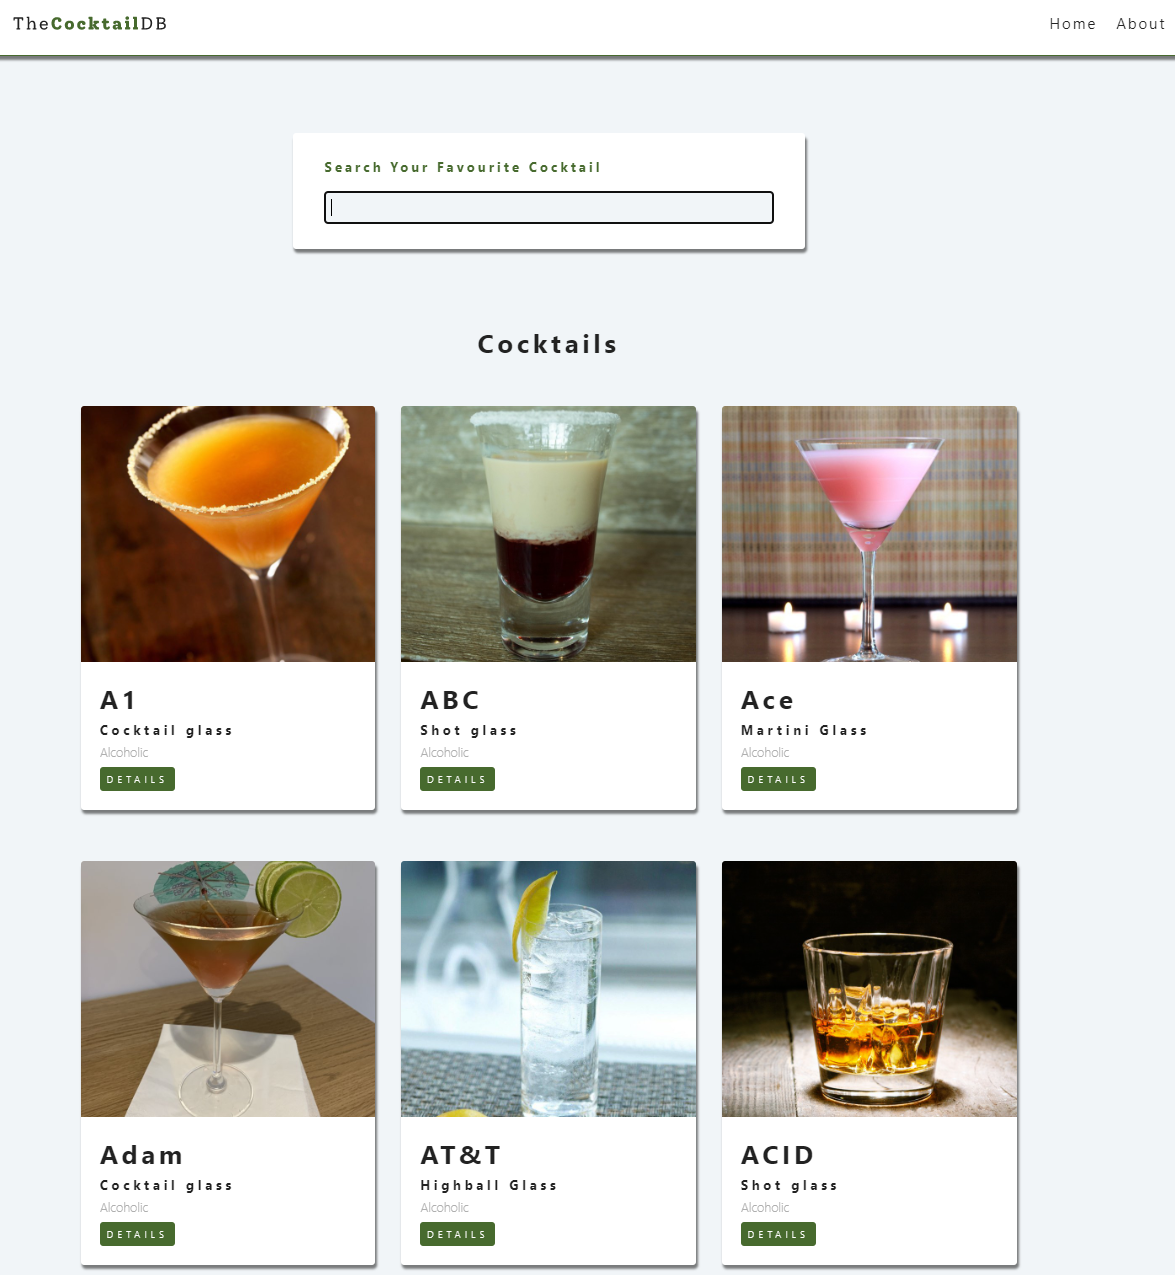 TheCocktailDB
Home About
Search Your Favourite Cocktail
Cocktails
A1
Cocktail glass
Alcoholic
DETAILS
ABC
Shot glass
Alcoholic
DETAILS
Ace
Martini Glass
Alcoholic
DETAILS
Adam
Cocktail glass
Alcoholic
DETAILS
AT&T
Highball Glass
Alcoholic
DETAILS
ACID
Shot glass
Alcoholic
DETAILS